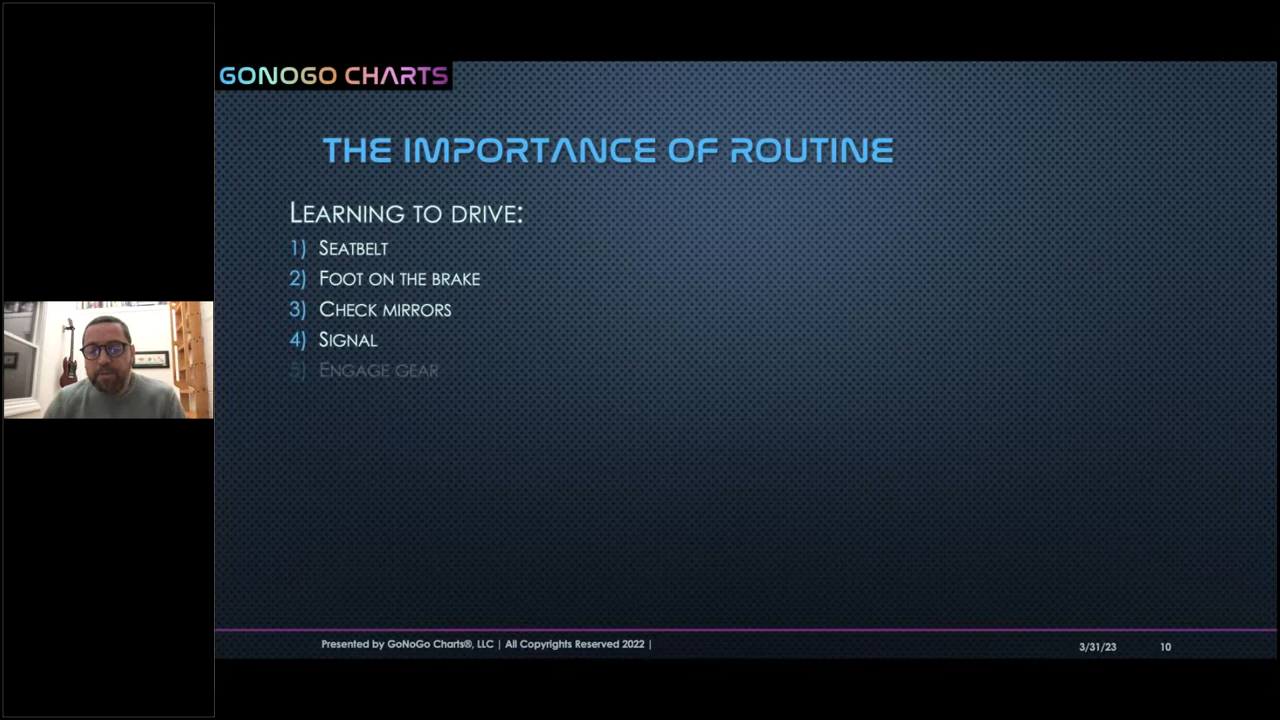 GONOGO CHARTS
THE IMPORTANCE OF ROUTINE
LEARNING TO DRIVE:
1) SEATBELT
2) FOOT ON THE BRAKE
3) CHECK MIRRORS
4) SIGNAL
5) ENGAGE GEAR
Presented by GoNoGo Charts®, LLC | All Copyrights Reserved 2022 |
3/31/23 10